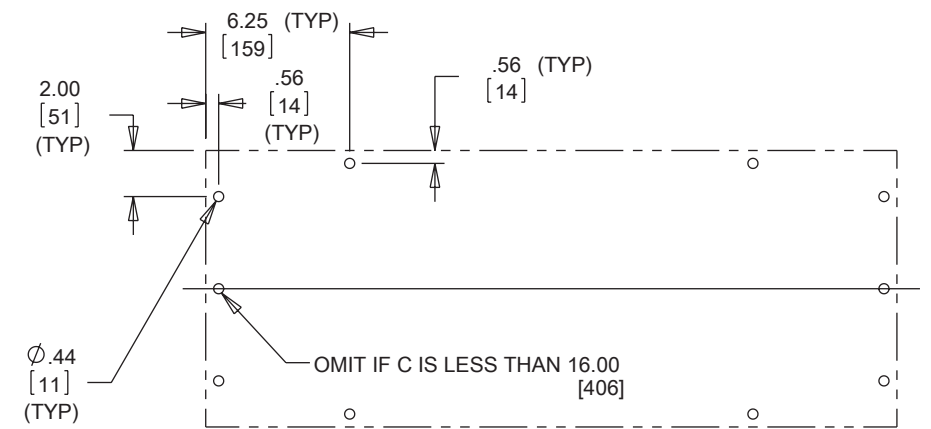 6.25 (TYP)
[159]
.56
[14]
(TYP)
.56 (TYP)
[14]
2.00
[51]
(TYP)
∅.44
[11]
(TYP)
OMIT IF C IS LESS THAN 16.00
[406]